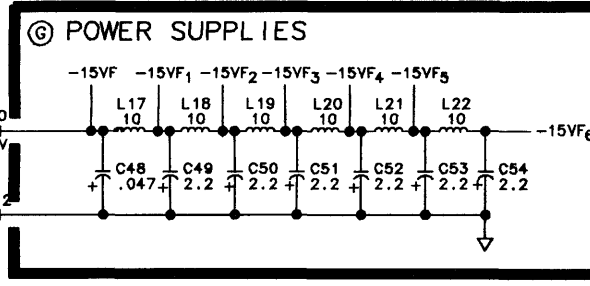 G POWER SUPPLIES
-15VF -15VF1 -15VF2 -15VF3 -15VF4 -15VF5
L17 L18 L19 L20 L21 L22
10 10 10 10 10 10
0
V
-15VF6
C48 C49 C50 C51 C52 C53 C54
+ .047 + 2.2 + 2.2 + 2.2 + 2.2 + 2.2 + 2.2
2